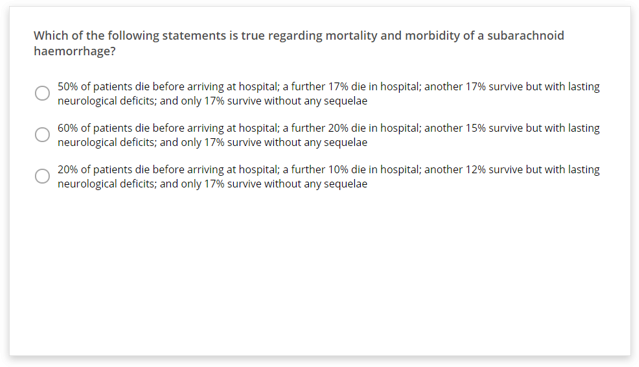 Which of the following statements is true regarding mortality and morbidity of a subarachnoid
haemorrhage?
50% of patients die before arriving at hospital; a further 17% die in hospital; another 17% survive but with lasting
neurological deficits; and only 17% survive without any sequelae
60% of patients die before arriving at hospital; a further 20% die in hospital; another 15% survive but with lasting
neurological deficits; and only 17% survive without any sequelae
20% of patients die before arriving at hospital; a further 10% die in hospital; another 12% survive but with lasting
neurological deficits; and only 17% survive without any sequelae